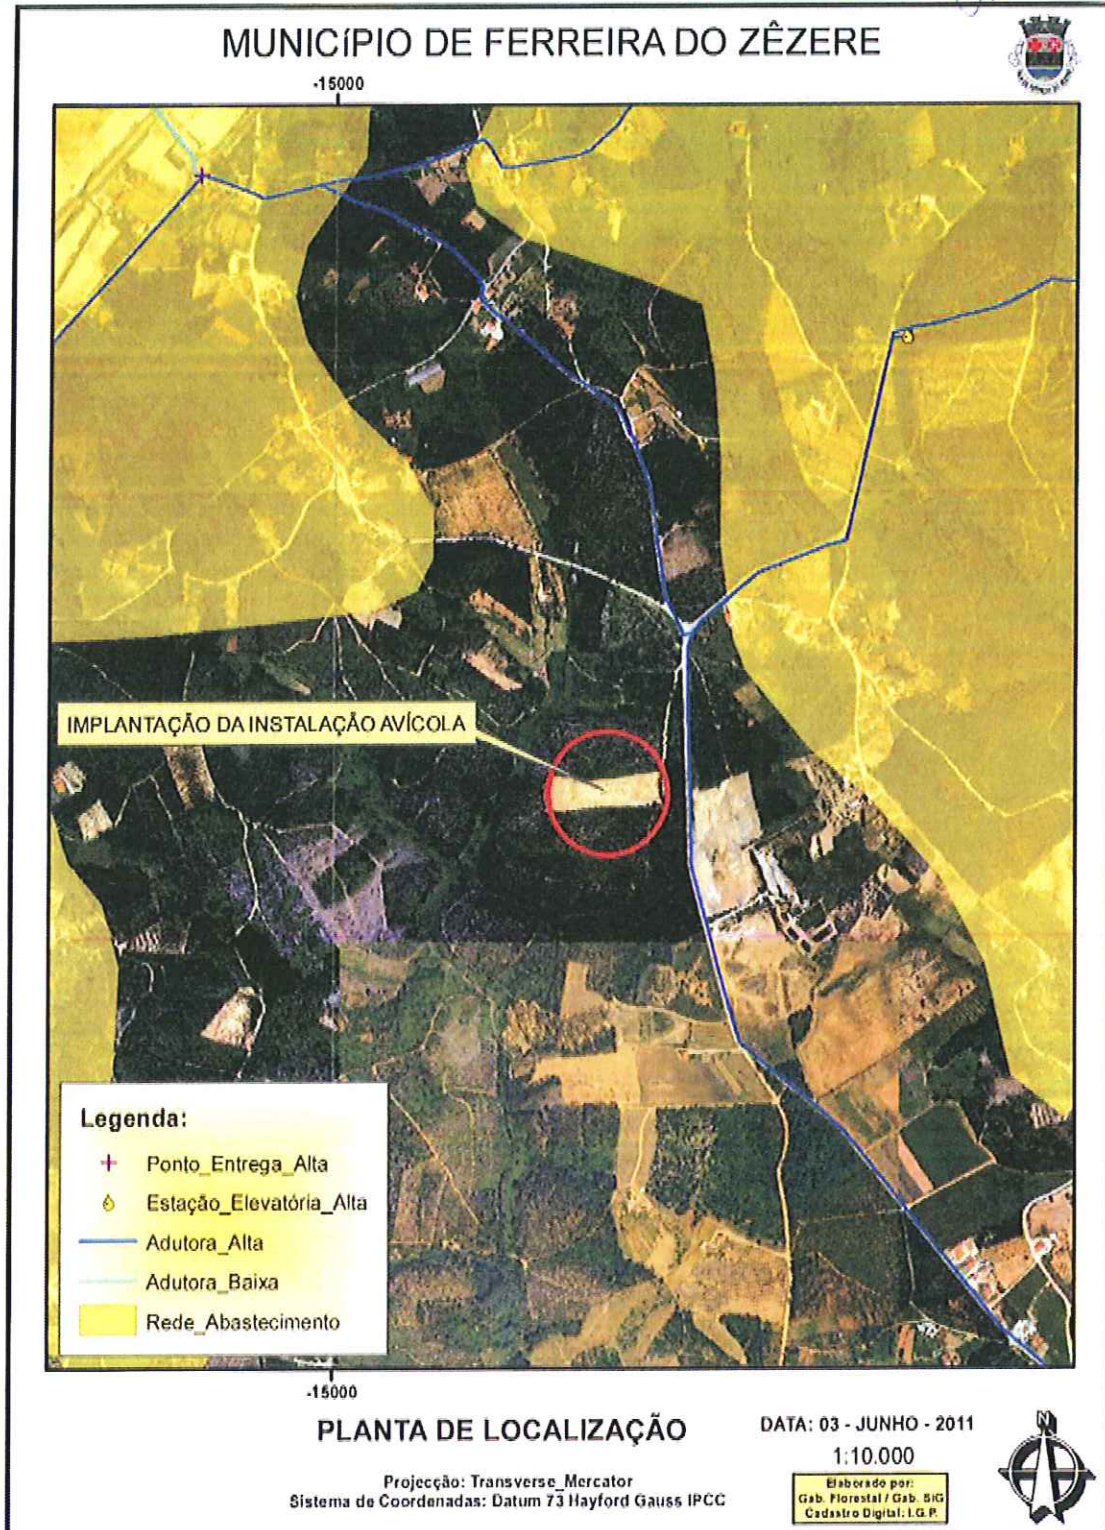 MUNICíPIO DE FERREIRA DO ZÊZERE
-15000
IMPLANTAÇÃO DA INSTALAÇÃO AVÍCOLA
Legenda:
Ponto_Entrega_Alta
Estação_Elevatória_Alta
Adutora_Alta
Adutora_Baixa
Rede_Abastecimento
-15000
PLANTA DE LOCALIZAÇÃO
DATA: 03 - JUNHO - 2011
1:10.000
Projecção: Transverse_Mercator
Sistema de Coordenadas: Datum 73 Hayford Gauss IPCC
Elaborado por:
Gab. Florestal / Gab. SIG
Cadastro Digital: I.G.P.
N